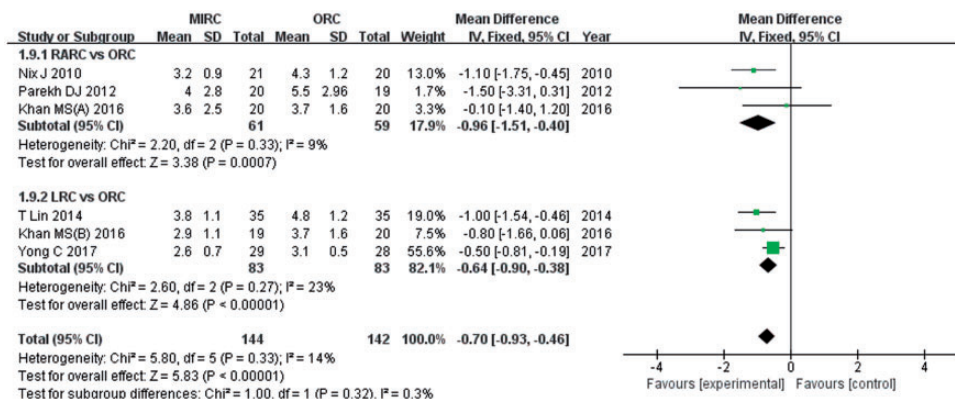 MIRC ORC Mean Difference Mean Difference
Study or Subgroup Mean SD Total Mean SD Total Weight IV, Fixed, 95% CI Year IV, Fixed, 95% CI
1.9.1 RARC vs ORC
Nix J 2010 3.2 0.9 21 4.3 1.2 20 13.0% -1.10 [-1.75, -0.45] 2010
Parekh DJ 2012 4 2.8 20 5.5 2.96 19 1.7% -1.50 [-3.31, 0.31] 2012
Khan MS(A) 2016 3.6 2.5 20 3.7 1.6 20 3.3% -0.10 [-1.40, 1.20] 2016
Subtotal (95% CI) 61 59 17.9% -0.96 [-1.51, -0.40]
Heterogeneity: Chi² = 2.20, df = 2 (P = 0.33); I² = 9%
Test for overall effect: Z = 3.38 (P = 0.0007)
1.9.2 LRC vs ORC
T Lin 2014 3.8 1.1 35 4.8 1.2 35 19.0% -1.00 [-1.54, -0.46] 2014
Khan MS(B) 2016 2.9 1.1 19 3.7 1.6 20 7.5% -0.80 [-1.66, 0.06] 2016
Yong C 2017 2.6 0.7 29 3.1 0.5 28 55.6% -0.50 [-0.81, -0.19] 2017
Subtotal (95% CI) 83 83 82.1% -0.64 [-0.90, -0.38]
Heterogeneity: Chi² = 2.60, df = 2 (P = 0.27); I² = 23%
Test for overall effect: Z = 4.86 (P < 0.00001)
Total (95% CI) 144 142 100.0% -0.70 [-0.93, -0.46]
Heterogeneity: Chi² = 5.80, df = 5 (P = 0.33); I² = 14%
Test for overall effect: Z = 5.83 (P < 0.00001)
Test for subgroup differences: Chi² = 1.00, df = 1 (P = 0.32), I² = 0.3%
-4 -2 0 2 4
Favours [experimental] Favours [control]